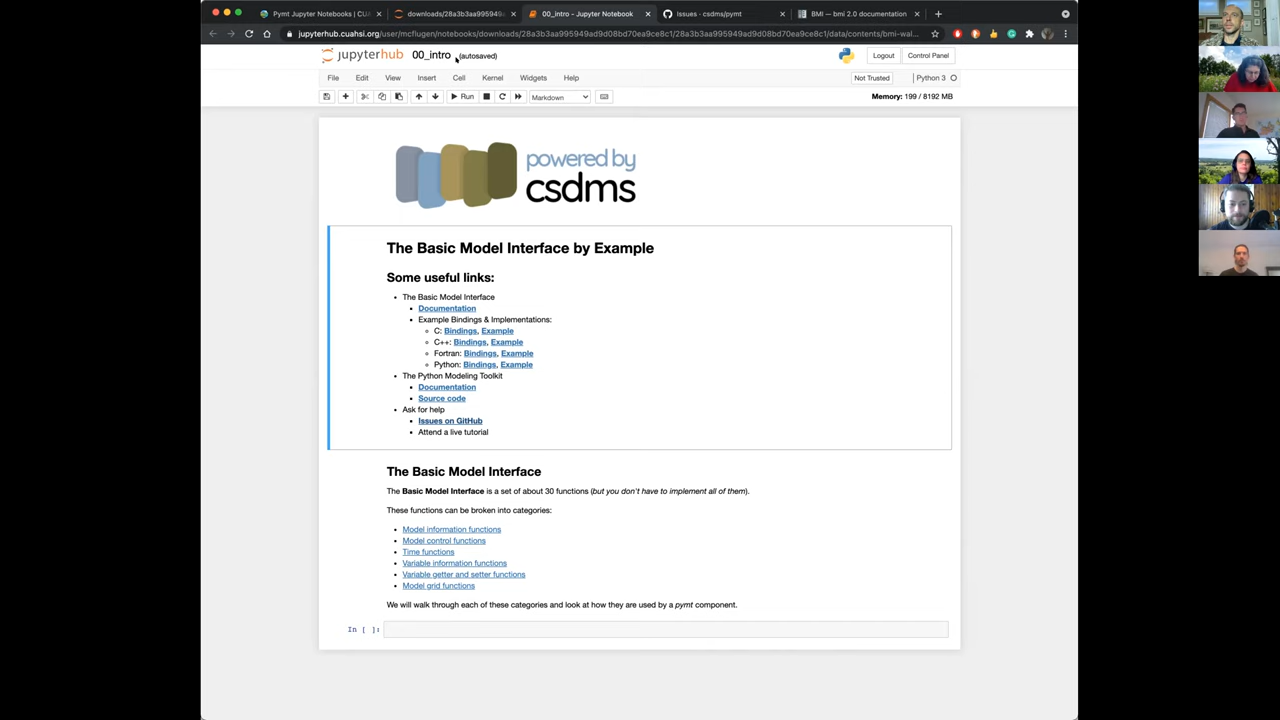 Pymt Jupyter Notebooks | CUA
downloads/28a3b3aa995949a
00_intro - Jupyter Notebook
Issues · csdms/pymt
BMI — bmi 2.0 documentation
jupyterhub.cuahsi.org/user/mcflugen/notebooks/downloads/28a3b3aa995949ad9d08bd70ea9ce8c1/28a3b3aa995949ad9d08bd70ea9ce8c1/data/contents/bmi-wal...
jupyterhub 00_intro (autosaved)
Logout
Control Panel
File Edit View Insert Cell Kernel Widgets Help
Not Trusted
Python 3
Run
Markdown
Memory: 199 / 8192 MB
powered by
csdms
The Basic Model Interface by Example
Some useful links:
• The Basic Model Interface
• Documentation
• Example Bindings & Implementations:
◦ C: Bindings, Example
◦ C++: Bindings, Example
◦ Fortran: Bindings, Example
◦ Python: Bindings, Example
• The Python Modeling Toolkit
• Documentation
• Source code
• Ask for help
• Issues on GitHub
• Attend a live tutorial
The Basic Model Interface
The Basic Model Interface is a set of about 30 functions (but you don't have to implement all of them).
These functions can be broken into categories:
• Model information functions
• Model control functions
• Time functions
• Variable information functions
• Variable getter and setter functions
• Model grid functions
We will walk through each of these categories and look at how they are used by a pymt component.
In [ ]: